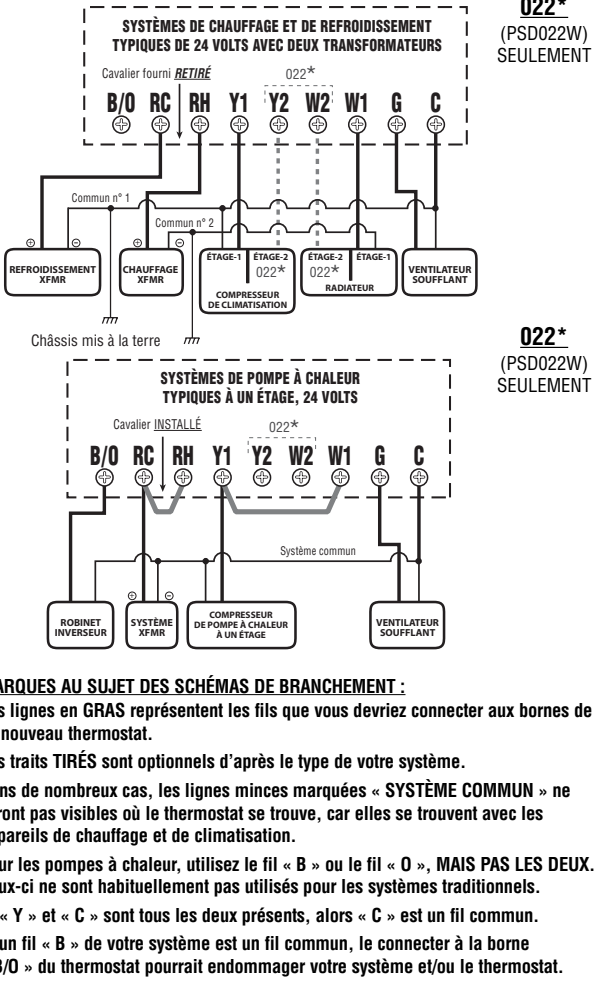 022*
(PSD022W)
SEULEMENT
SYSTÈMES DE CHAUFFAGE ET DE REFROIDISSEMENT
TYPIQUES DE 24 VOLTS AVEC DEUX TRANSFORMATEURS
Cavalier fourni RETIRÉ
022*
B/O RC RH Y1 Y2 W2 W1 G C
Commun n° 1
Commun n° 2
REFROIDISSEMENT
XFMR
CHAUFFAGE
XFMR
ÉTAGE-1 ÉTAGE-2
022*
COMPRESSEUR
DE CLIMATISATION
ÉTAGE-2 ÉTAGE-1
022*
RADIATEUR
VENTILATEUR
SOUFFLANT
Châssis mis à la terre
022*
(PSD022W)
SEULEMENT
SYSTÈMES DE POMPE À CHALEUR
TYPIQUES À UN ÉTAGE, 24 VOLTS
Cavalier INSTALLÉ
022*
B/O RC RH Y1 Y2 W2 W1 G C
Système commun
ROBINET
INVERSEUR
SYSTÈME
XFMR
COMPRESSEUR
DE POMPE À CHALEUR
À UN ÉTAGE
VENTILATEUR
SOUFFLANT
ARQUES AU SUJET DES SCHÉMAS DE BRANCHEMENT :
s lignes en GRAS représentent les fils que vous devriez connecter aux bornes de
nouveau thermostat.
s traits TIRÉS sont optionnels d'après le type de votre système.
ns de nombreux cas, les lignes minces marquées « SYSTÈME COMMUN » ne
ront pas visibles où le thermostat se trouve, car elles se trouvent avec les
pareils de chauffage et de climatisation.
ur les pompes à chaleur, utilisez le fil « B » ou le fil « O », MAIS PAS LES DEUX.
ux-ci ne sont habituellement pas utilisés pour les systèmes traditionnels.
« Y » et « C » sont tous les deux présents, alors « C » est un fil commun.
un fil « B » de votre système est un fil commun, le connecter à la borne
B/O » du thermostat pourrait endommager votre système et/ou le thermostat.